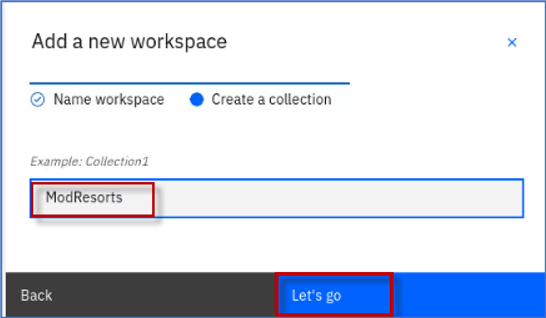 Add a new workspace
Name workspace Create a collection
Example: Collection1
ModResorts
Back Let's go